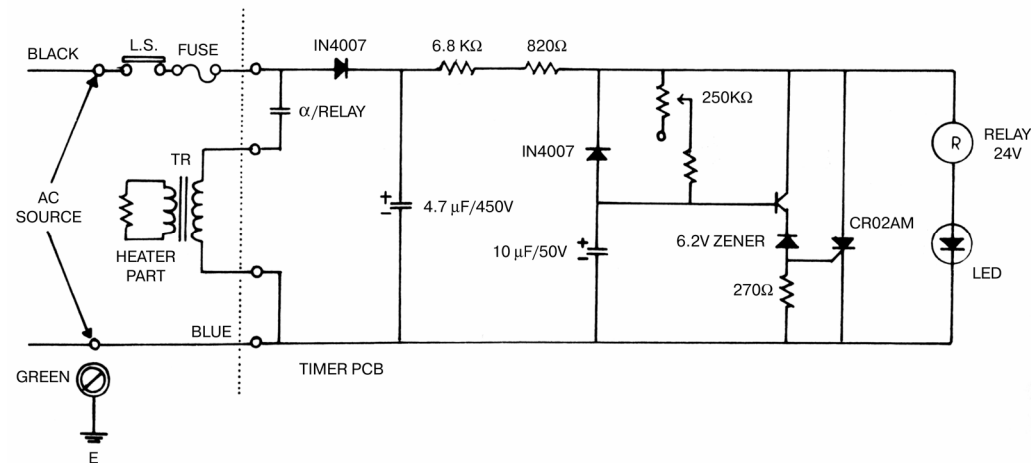 BLACK
L.S.
FUSE
IN4007
6.8 KΩ
820Ω
α/RELAY
250KΩ
IN4007
RELAY
24V
R
TR
AC
SOURCE
HEATER
PART
+
−
4.7 µF/450V
+
−
10 µF/50V
6.2V ZENER
CR02AM
LED
270Ω
BLUE
TIMER PCB
GREEN
E